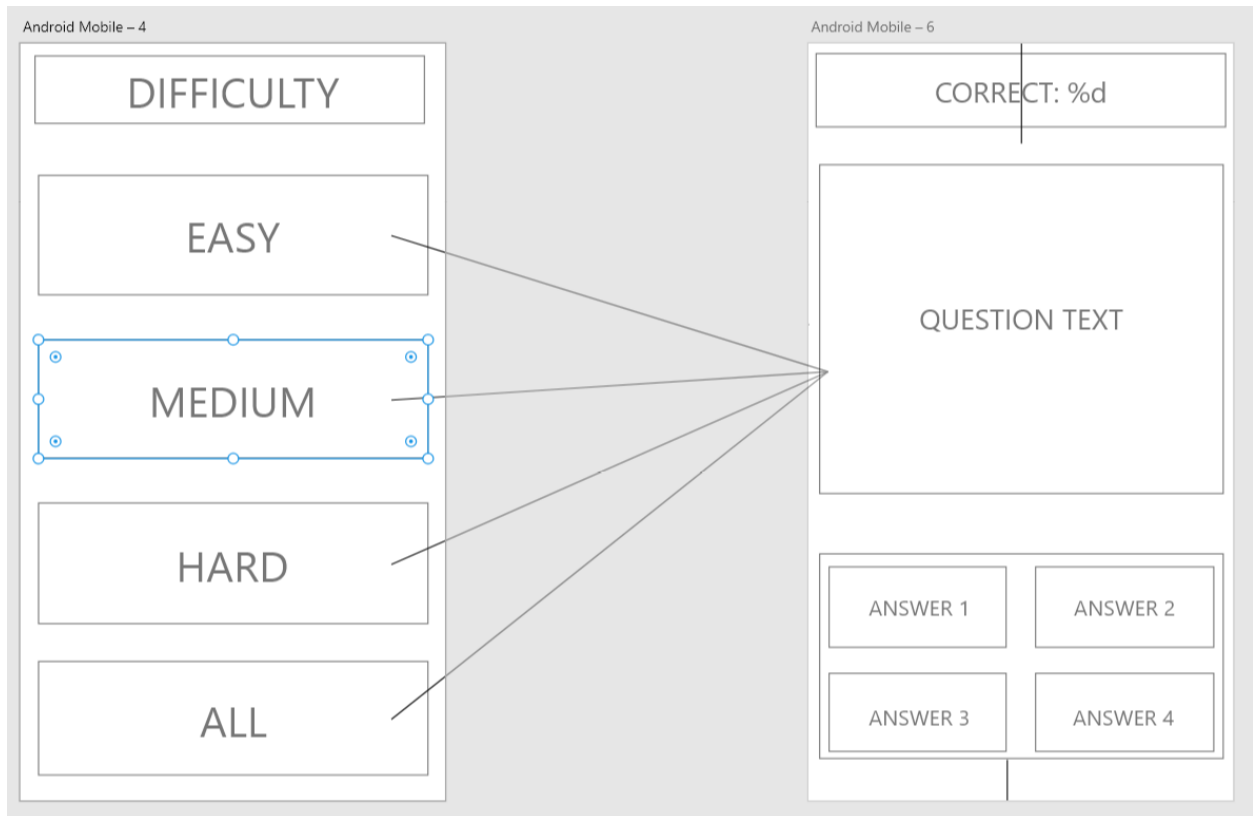 Android Mobile – 4
DIFFICULTY
EASY
MEDIUM
HARD
ALL
Android Mobile – 6
CORRECT: %d
QUESTION TEXT
ANSWER 1
ANSWER 2
ANSWER 3
ANSWER 4